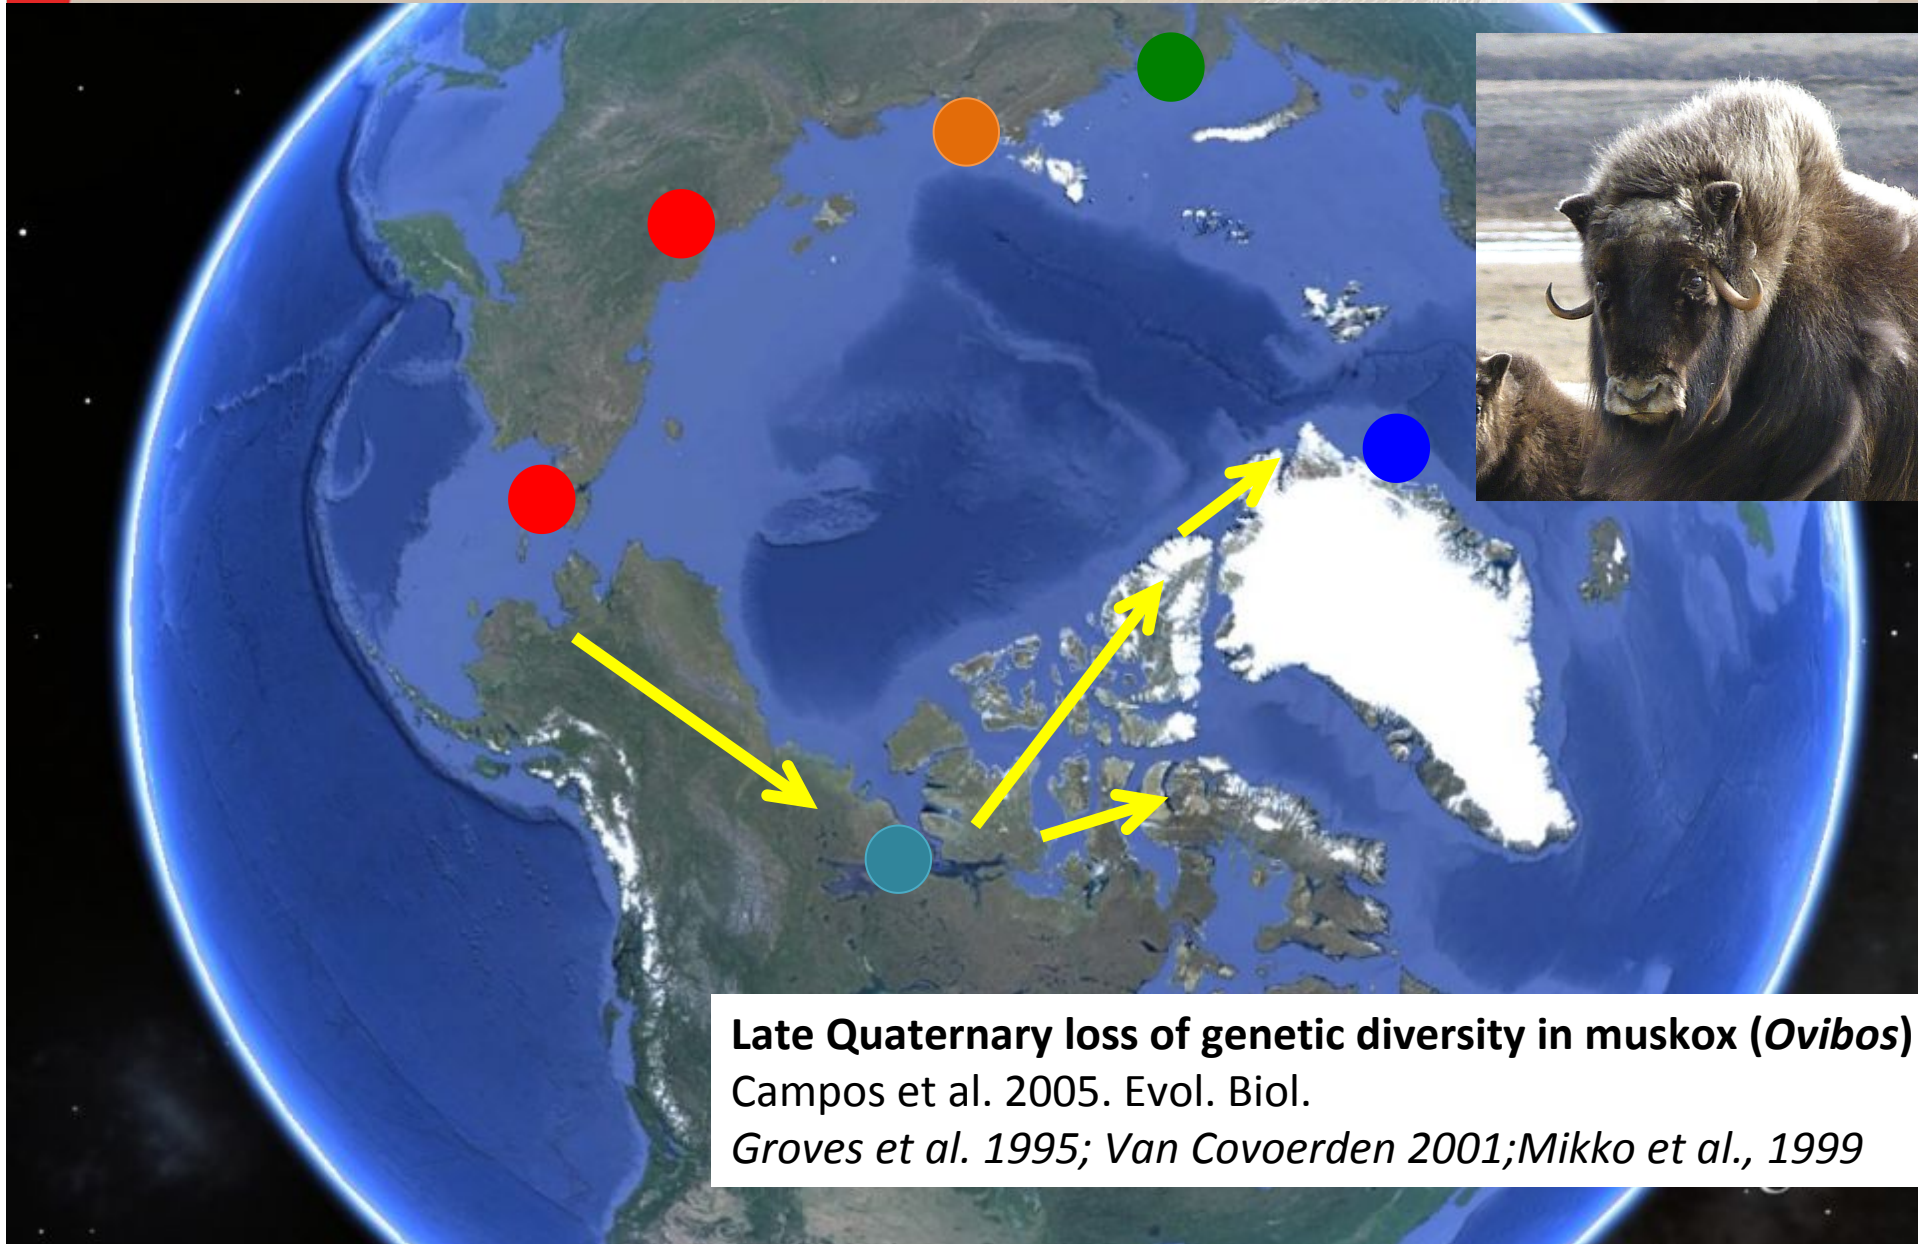 Late Quaternary loss of genetic diversity in muskox (Ovibos)
Campos et al. 2005. Evol. Biol.
Groves et al. 1995; Van Covoerden 2001;Mikko et al., 1999